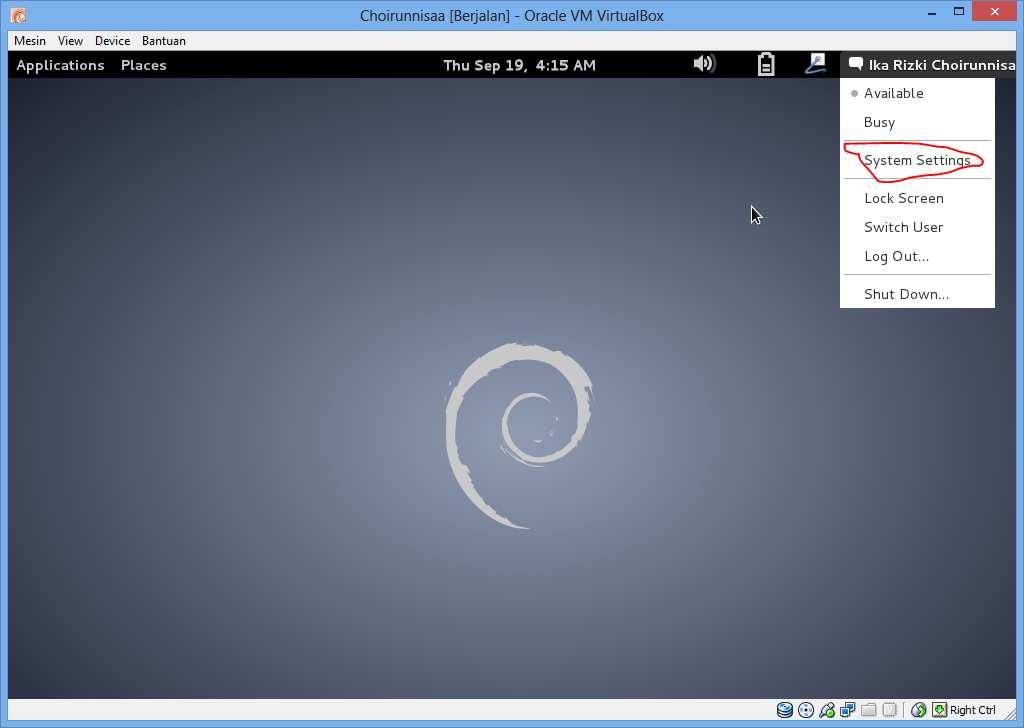 Choirunnisaa [Berjalan] - Oracle VM VirtualBox
Mesin View Device Bantuan
Applications Places Thu Sep 19, 4:15 AM Ika Rizki Choirunnisa
Available
Busy
System Settings
Lock Screen
Switch User
Log Out...
Shut Down...
Right Ctrl